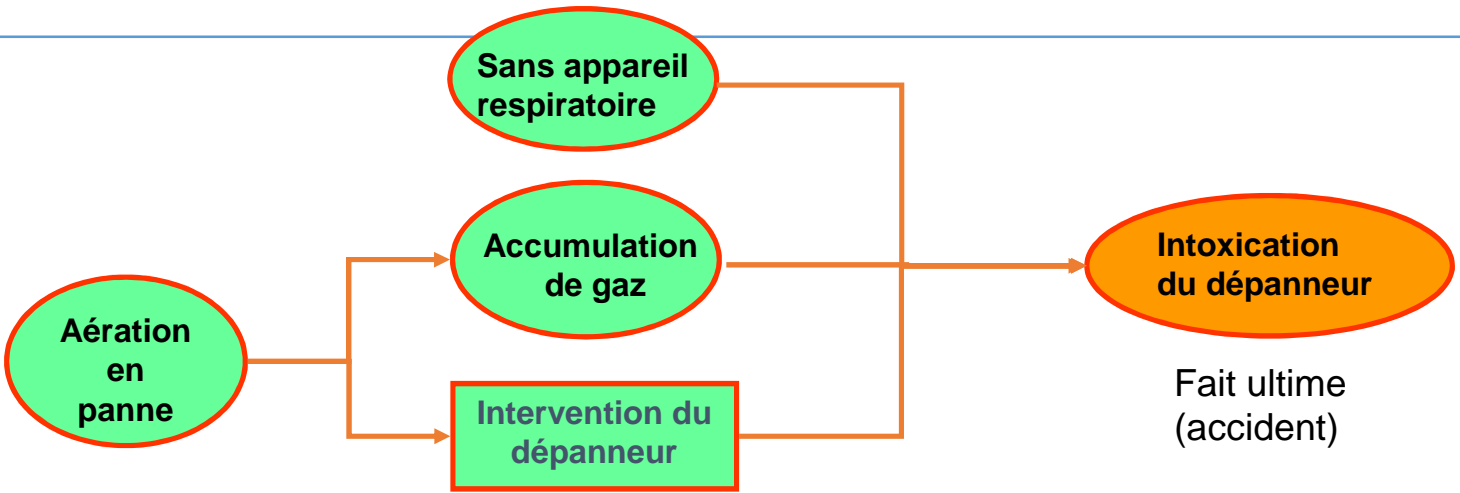 Sans appareil
respiratoire
Accumulation
de gaz
Aération
en
panne
Intervention du
dépanneur
Intoxication
du dépanneur
Fait ultime
(accident)